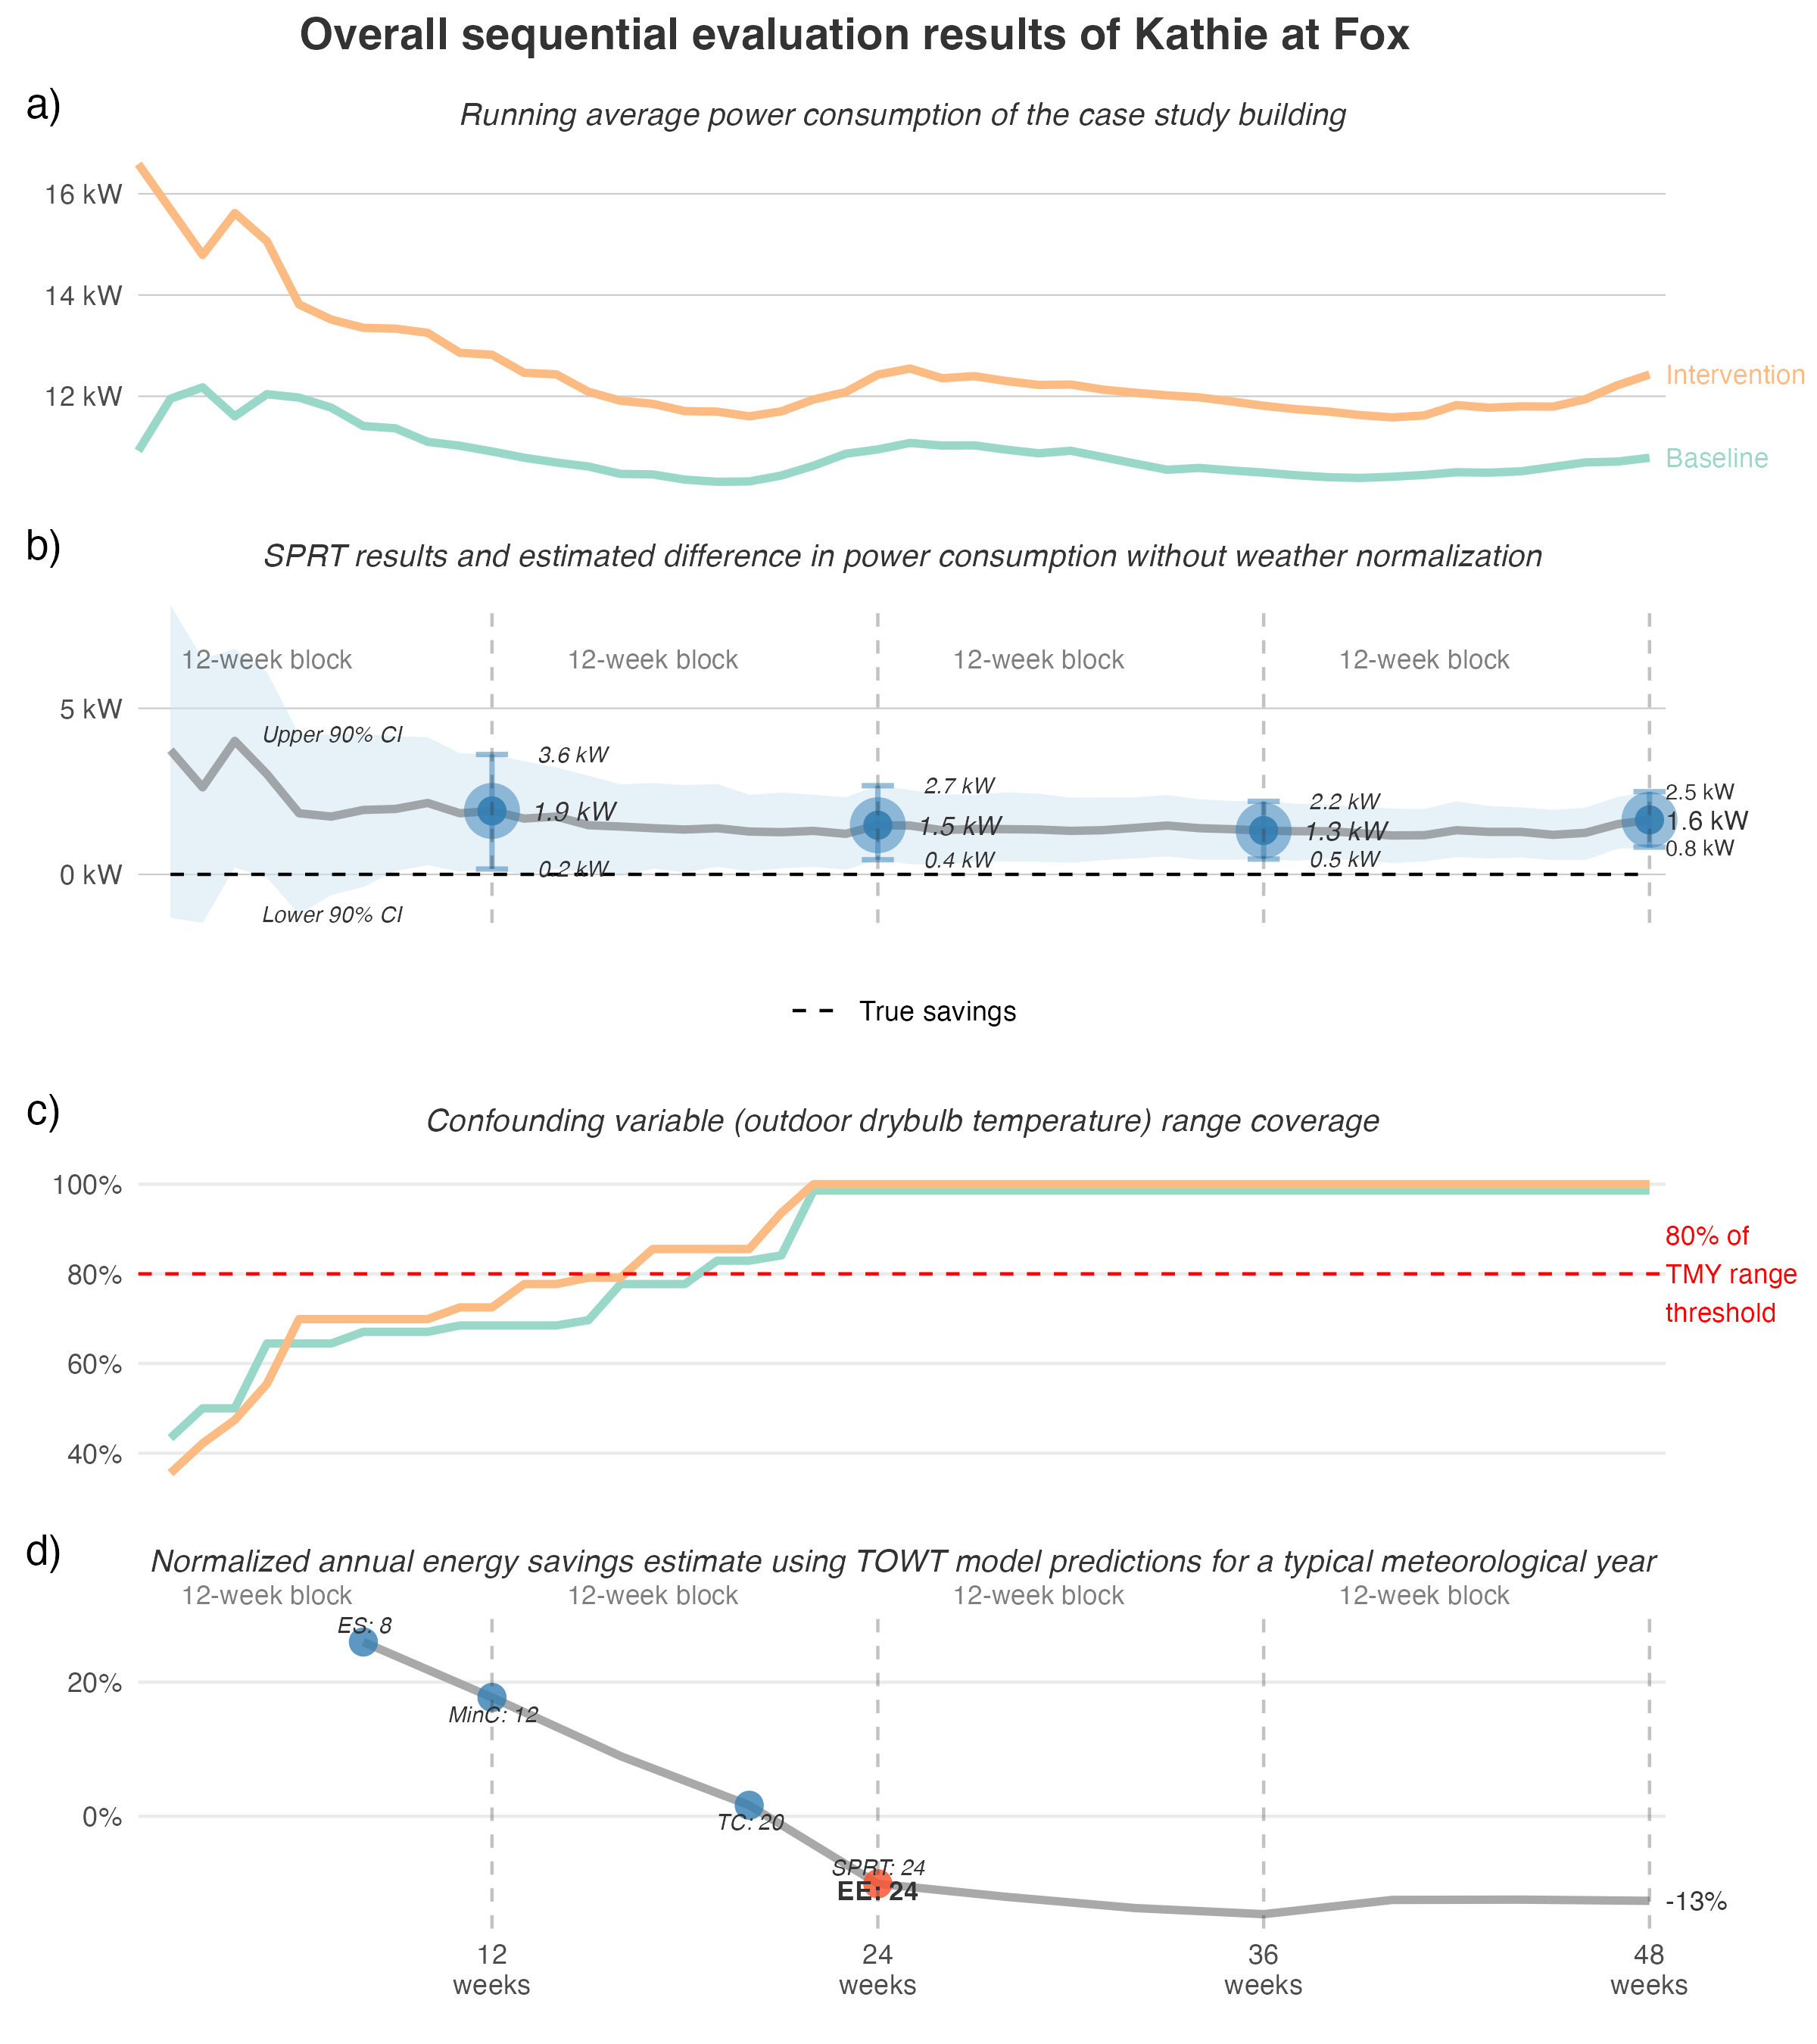 Overall sequential evaluation results of Kathie at Fox
a)
Running average power consumption of the case study building
16 kW
14 kW
12 kW
Intervention
Baseline
b)
SPRT results and estimated difference in power consumption without weather normalization
12-week block
12-week block
12-week block
12-week block
5 kW
0 kW
Upper 90% CI
Lower 90% CI
3.6 kW
1.9 kW
0.2 kW
2.7 kW
1.5 kW
0.4 kW
2.2 kW
1.3 kW
0.5 kW
2.5 kW
1.6 kW
0.8 kW
True savings
c)
Confounding variable (outdoor drybulb temperature) range coverage
100%
80%
60%
40%
80% of
TMY range
threshold
d)
Normalized annual energy savings estimate using TOWT model predictions for a typical meteorological year
12-week block
12-week block
12-week block
12-week block
20%
0%
ES: 8
MinC: 12
TC: 20
SPRT: 24
EE: 24
-13%
12
weeks
24
weeks
36
weeks
48
weeks